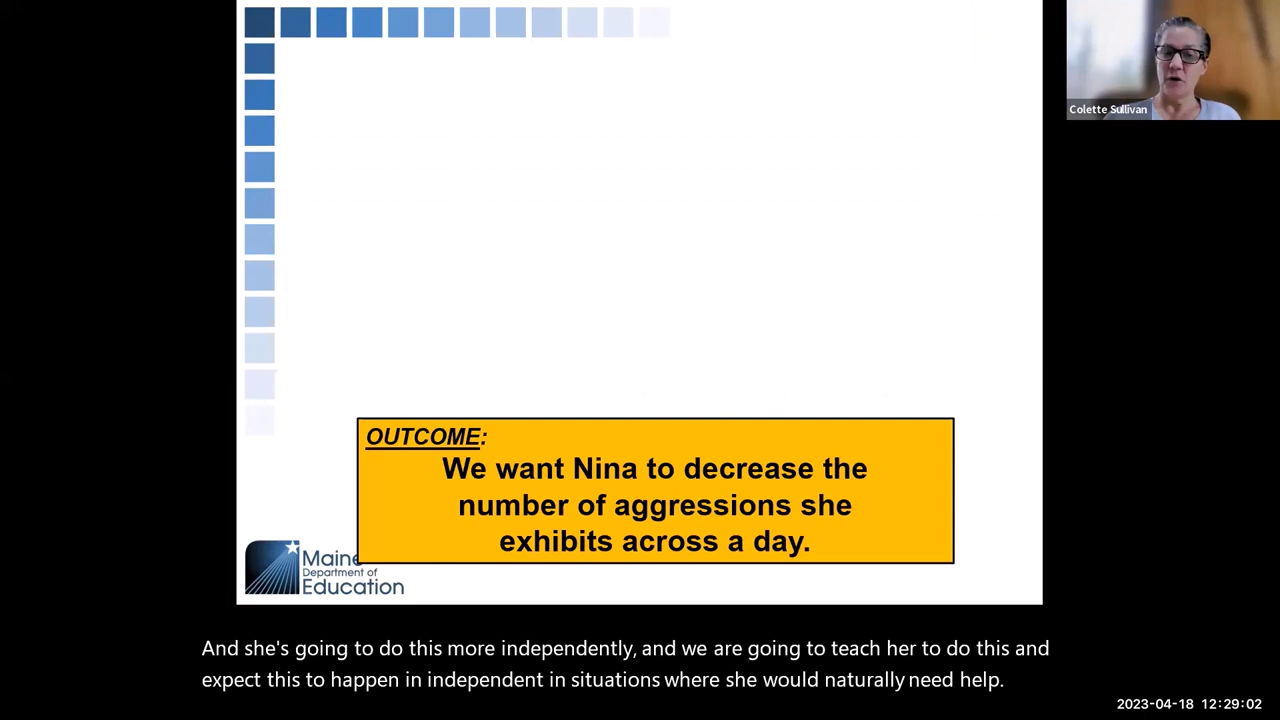 Colette Sullivan
OUTCOME:
We want Nina to decrease the
number of aggressions she
exhibits across a day.
Maine
Department of
Education
And she's going to do this more independently, and we are going to teach her to do this and
expect this to happen in independent in situations where she would naturally need help.
2023-04-18 12:29:02